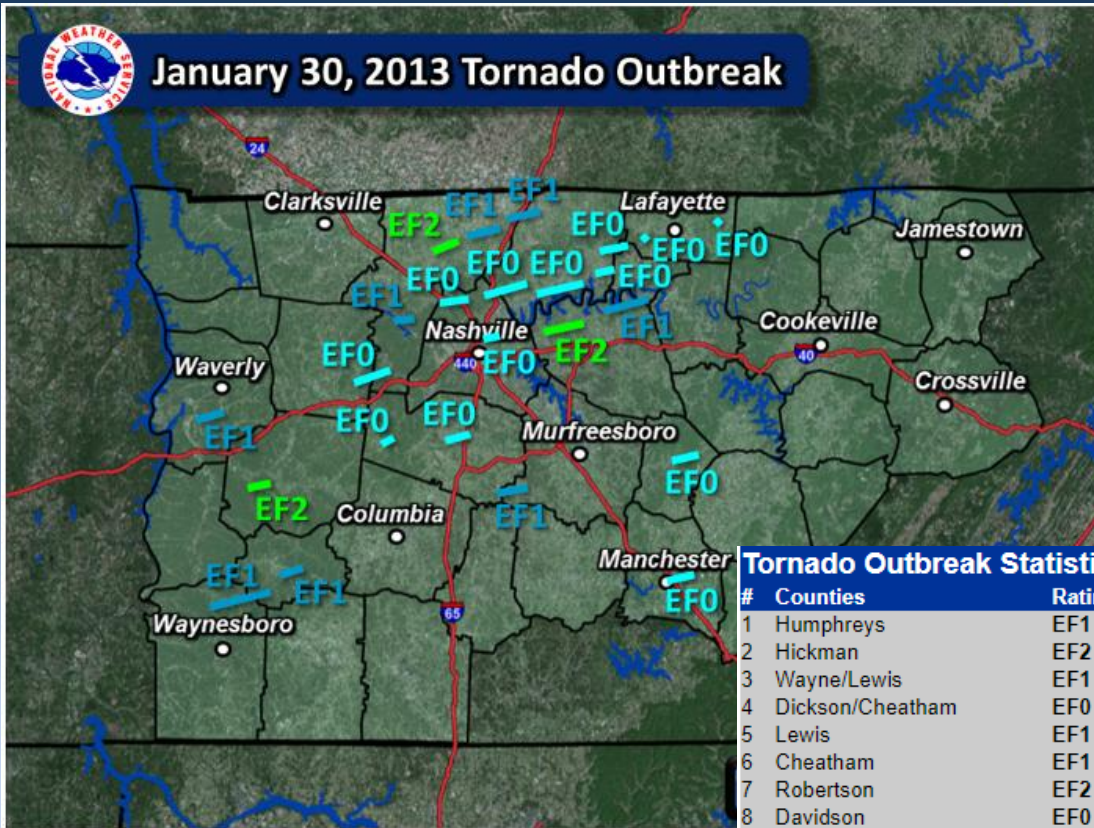 NATIONAL WEATHER SERVICE
January 30, 2013 Tornado Outbreak
24
Clarksville
EF1
EF1
Lafayette
EF2
EF0
EF0
EF0
Jamestown
EF0
EF0
EF0
EF0
EF1
EF1
Nashville
Cookeville
EF2
EF0
440
40
Waverly
EF0
Crossville
EF0
EF0
EF1
Murfreesboro
EF0
EF2
Columbia
EF1
Manchester
EF0
EF1
EF1
65
Waynesboro
Tornado Outbreak Statisti
# Counties Ratin
1 Humphreys EF1
2 Hickman EF2
3 Wayne/Lewis EF1
4 Dickson/Cheatham EF0
5 Lewis EF1
6 Cheatham EF1
7 Robertson EF2
8 Davidson EF0